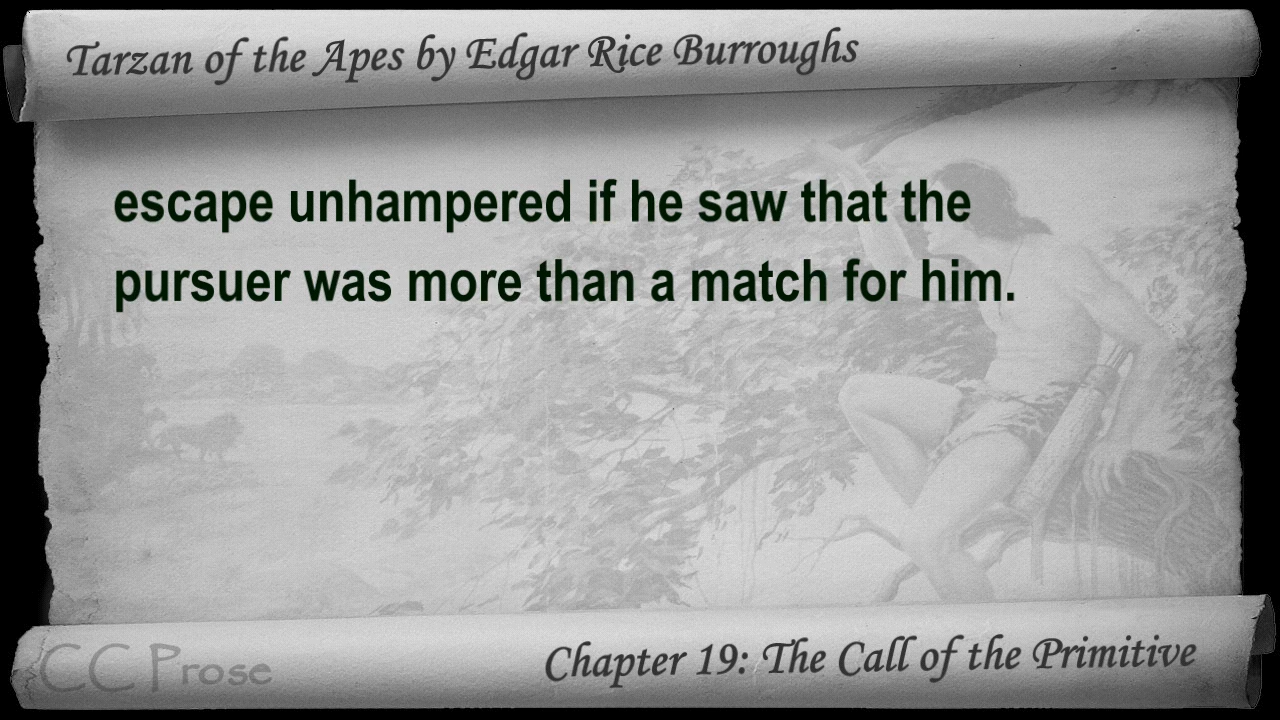 Tarzan of the Apes by Edgar Rice Burroughs
escape unhampered if he saw that the
pursuer was more than a match for him.
CC Prose
Chapter 19: The Call of the Primitive